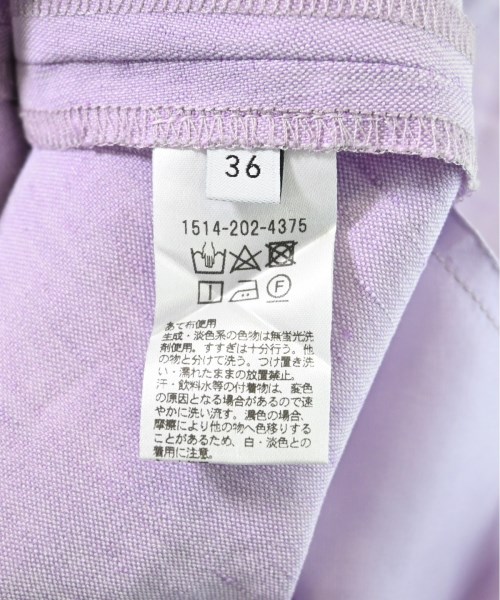 36
1514-202-4375
F
あて布使用
生成・淡色系の色物は無蛍光洗
剤使用。すすぎは十分行う。他
の物と分けて洗う。つけ置き洗
い・濡れたままの放置禁止。
汗・飲料水等の付着物は、変色
の原因となる場合があるので速
やかに洗い流す。濃色の場合、
摩擦により他の物へ色移りする
ことがあるため、白・淡色との
着用に注意。